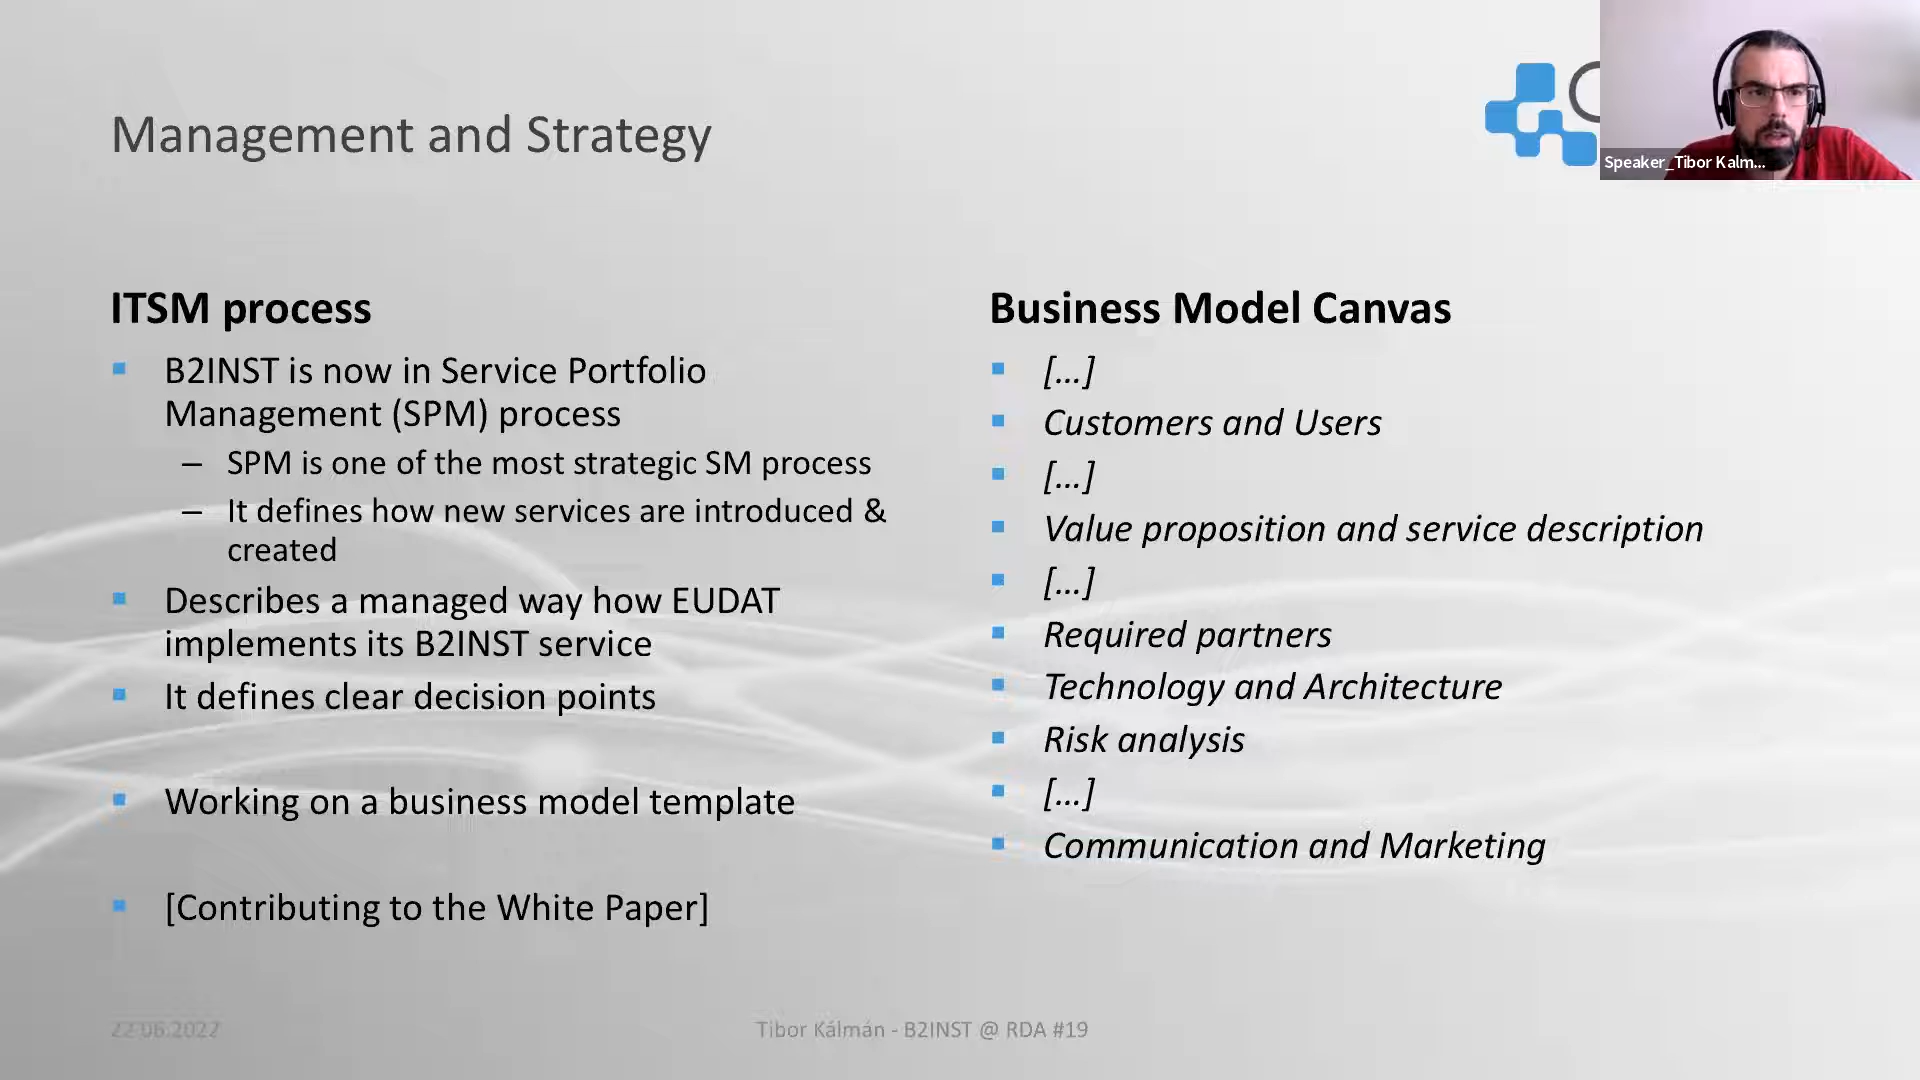 Management and Strategy
Speaker_Tibor Kalm...
ITSM process
B2INST is now in Service Portfolio
Management (SPM) process
– SPM is one of the most strategic SM process
– It defines how new services are introduced &
created
Describes a managed way how EUDAT
implements its B2INST service
It defines clear decision points
Working on a business model template
[Contributing to the White Paper]
Business Model Canvas
[...]
Customers and Users
[...]
Value proposition and service description
[...]
Required partners
Technology and Architecture
Risk analysis
[...]
Communication and Marketing
22.06.2022
Tibor Kálmán - B2INST @ RDA #19